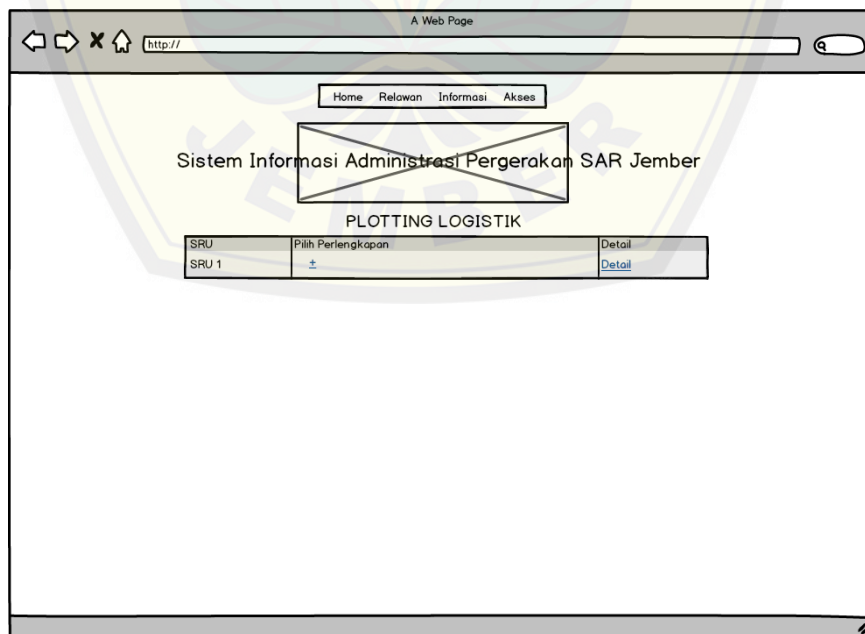 A Web Page
http://
Home Relawan Informasi Akses
Sistem Informasi Administrasi Pergerakan SAR Jember
PLOTTING LOGISTIK
SRU Pilih Perlengkapan Detail
SRU 1 + Detail
JEMBER